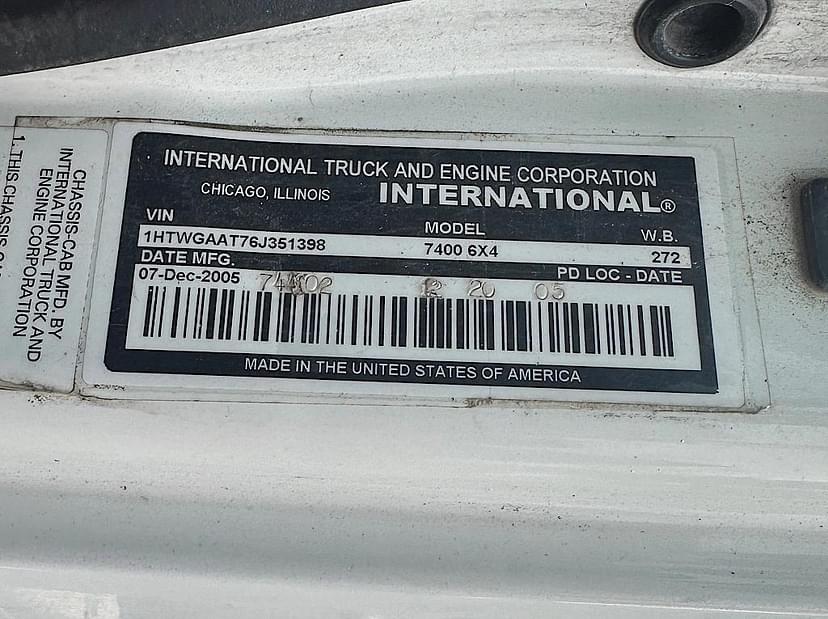 INTERNATIONAL TRUCK AND ENGINE CORPORATION
CHICAGO, ILLINOIS INTERNATIONAL®
VIN MODEL W.B.
1HTWGAAT76J351398 7400 6X4 272
DATE MFG. PD LOC - DATE
07-Dec-2005 12 20 05
MADE IN THE UNITED STATES OF AMERICA
CHASSIS-CAB MFD. BY
INTERNATIONAL TRUCK AND
ENGINE CORPORATION
1. THIS CHASSIS-CA